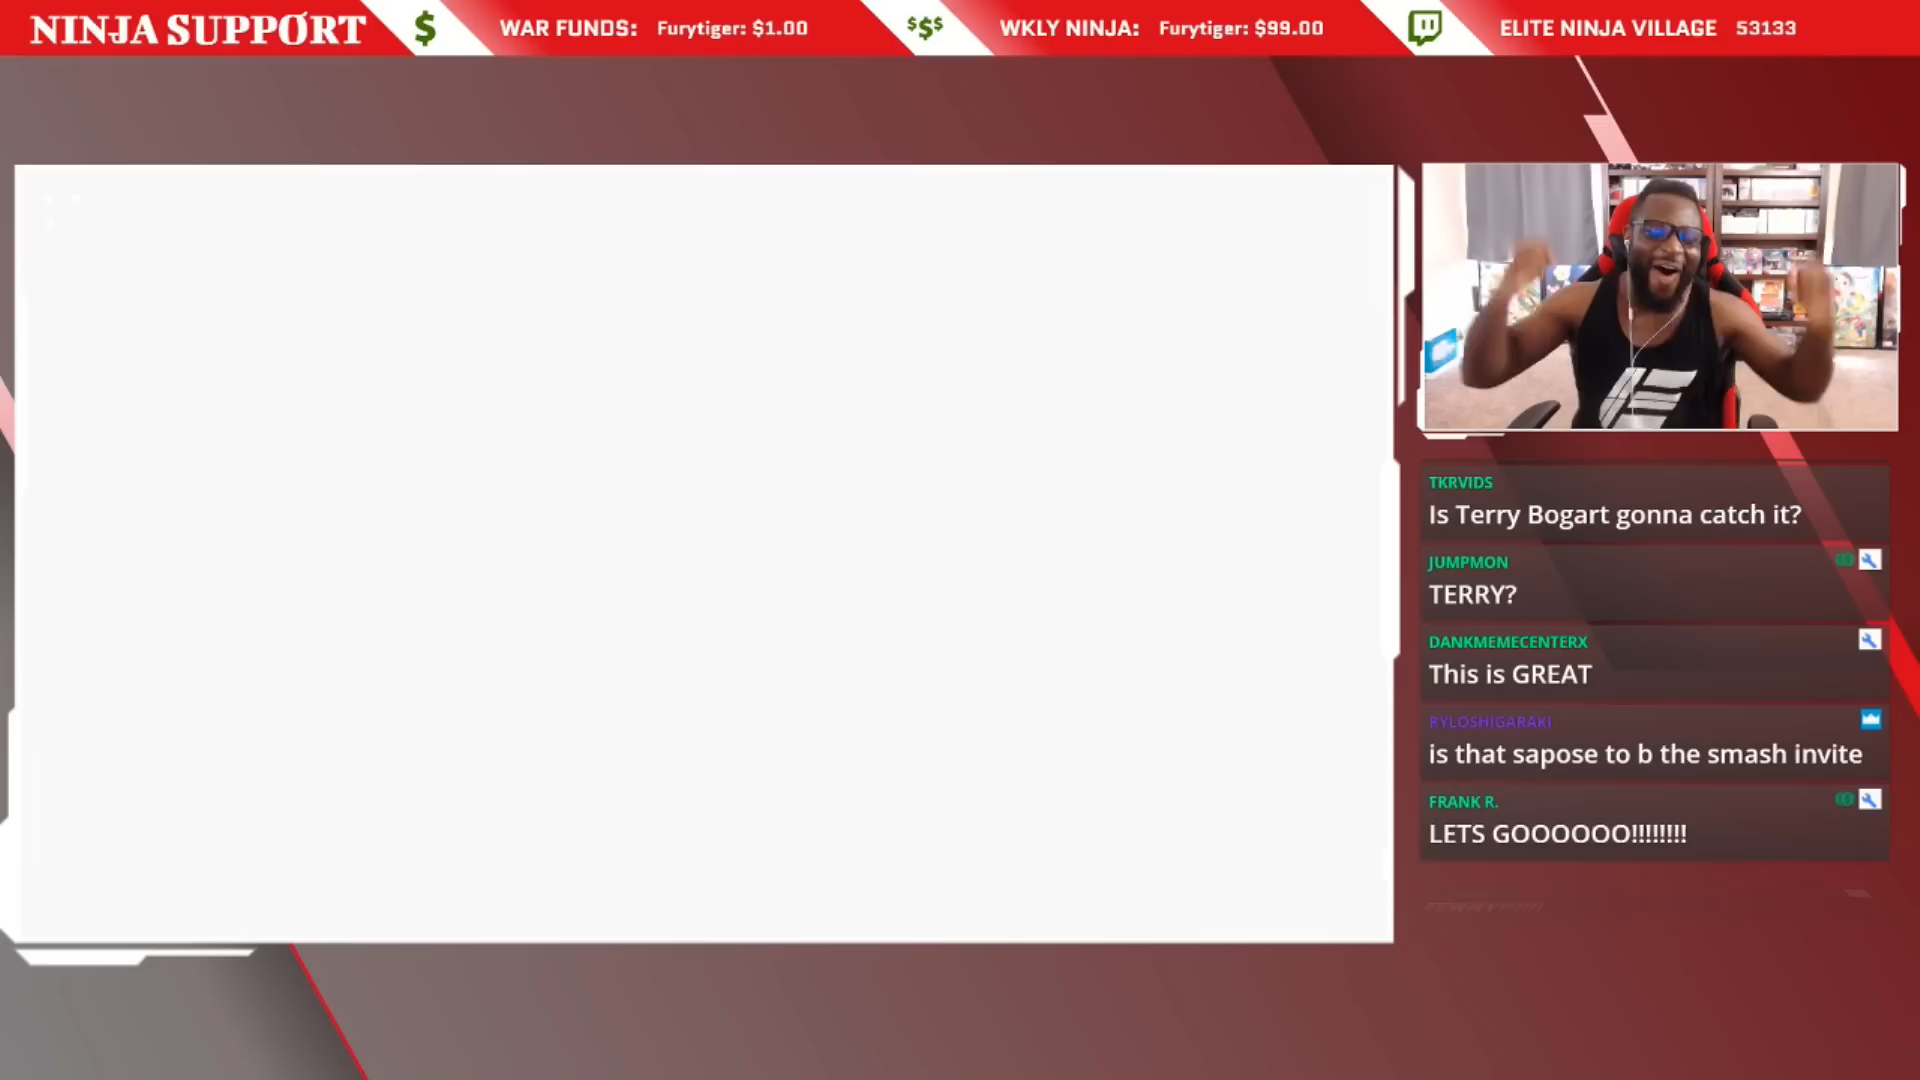 NINJA SUPPORT
$
WAR FUNDS: Furytiger: $1.00
$$$
WKLY NINJA: Furytiger: $99.00
ELITE NINJA VILLAGE 53133
TKRVIDS
Is Terry Bogart gonna catch it?
JUMPMON
TERRY?
DANKMEMECENTERX
This is GREAT
RYLOSHIGARAKI
is that sapose to b the smash invite
FRANK R.
LETS GOOOOOO!!!!!!!!